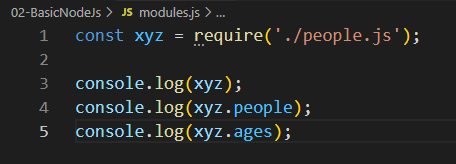 02-BasicNodeJs > JS modules.js > ...
1 const xyz = require('./people.js');
2
3 console.log(xyz);
4 console.log(xyz.people);
5 console.log(xyz.ages);